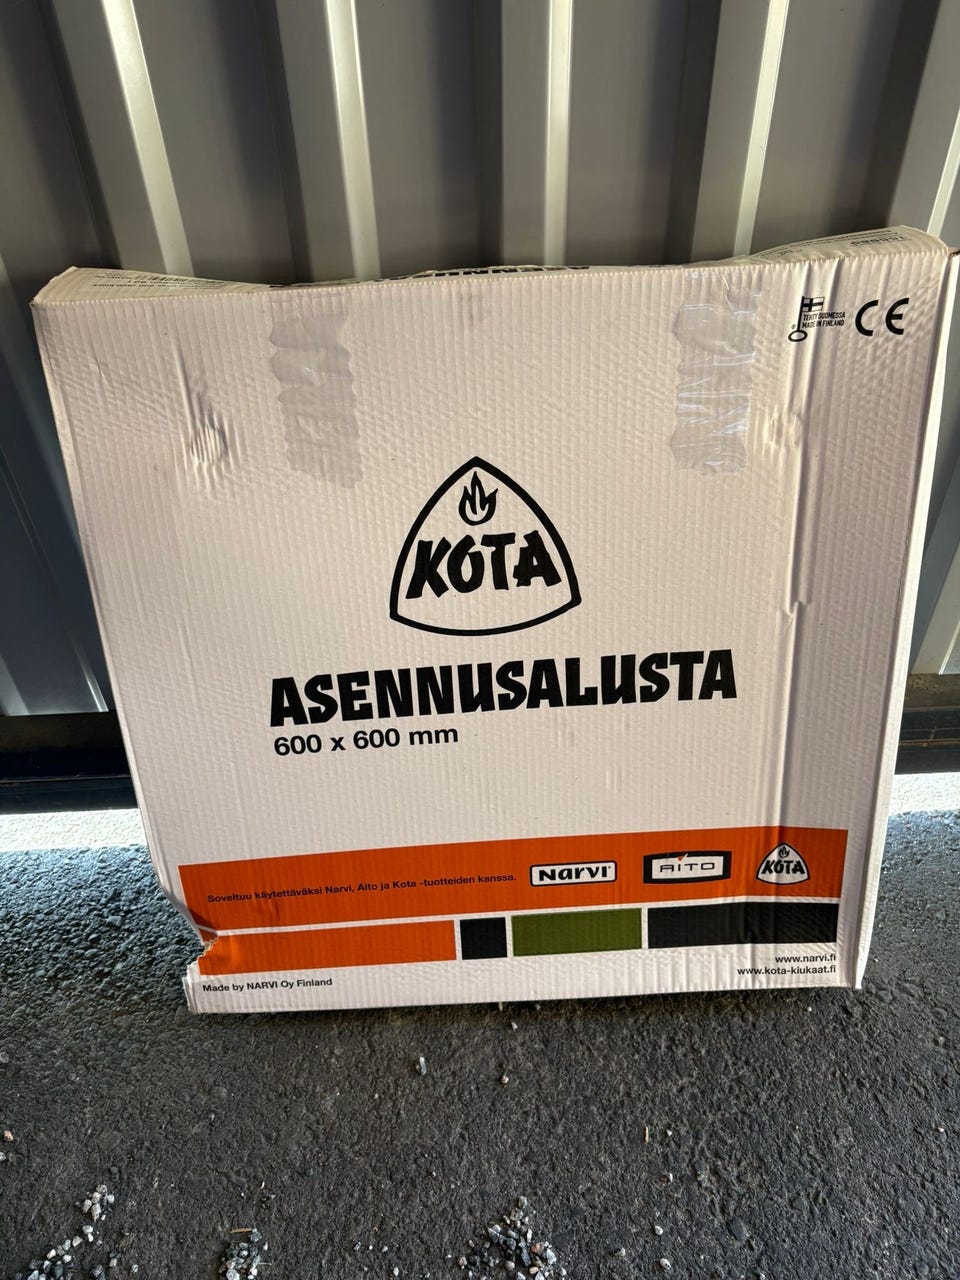 TEHTY SUOMESSA
MADE IN FINLAND
CE
KOTA
ASENNUSALUSTA
600 x 600 mm
Soveltuu käytettäväksi Narvi, Aito ja Kota -tuotteiden kanssa.
Narvi
AITO
KOTA
www.narvi.fi
www.kota-kiukaat.fi
Made by NARVI Oy Finland